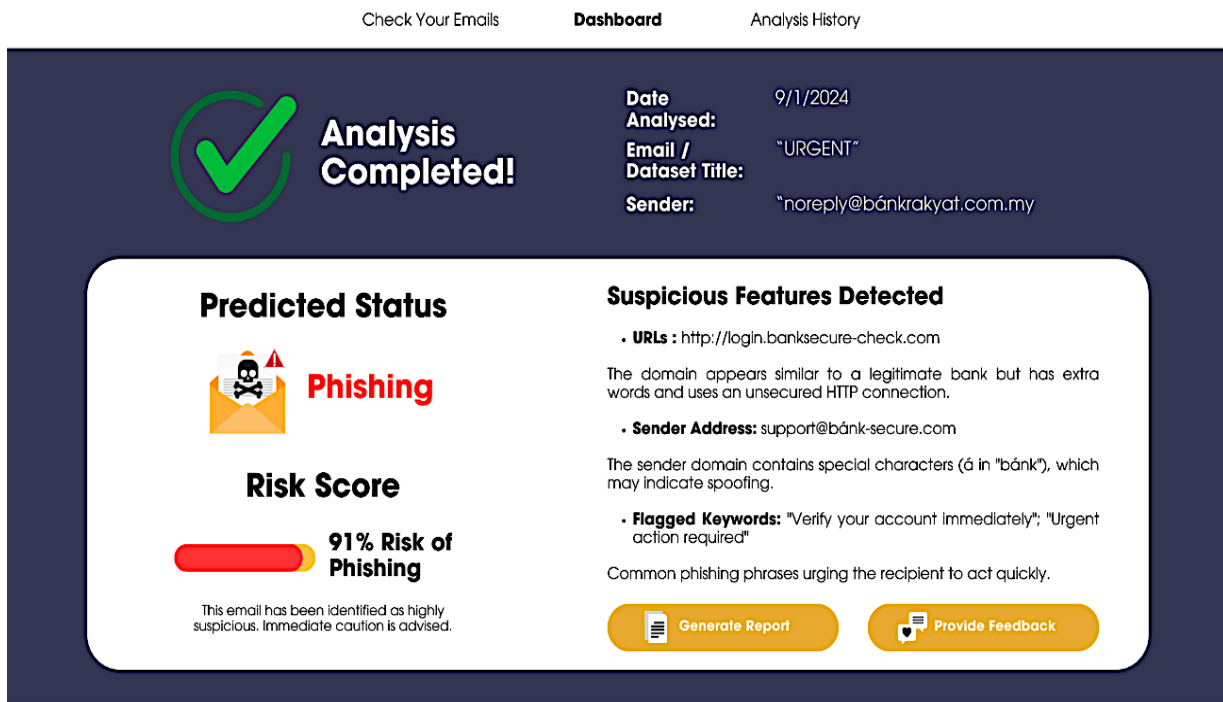 Check Your Emails
Dashboard
Analysis History
Analysis
Completed!
Date
Analysed:
9/1/2024
Email /
Dataset Title:
"URGENT"
Sender:
"noreply@bánkrakyat.com.my
Predicted Status
Phishing
Risk Score
91% Risk of
Phishing
This email has been identified as highly
suspicious. Immediate caution is advised.
Suspicious Features Detected
• URLs : http://login.banksecure-check.com
The domain appears similar to a legitimate bank but has extra
words and uses an unsecured HTTP connection.
• Sender Address: support@bánk-secure.com
The sender domain contains special characters (á in "bánk"), which
may indicate spoofing.
• Flagged Keywords: "Verify your account immediately"; "Urgent
action required"
Common phishing phrases urging the recipient to act quickly.
Generate Report
Provide Feedback